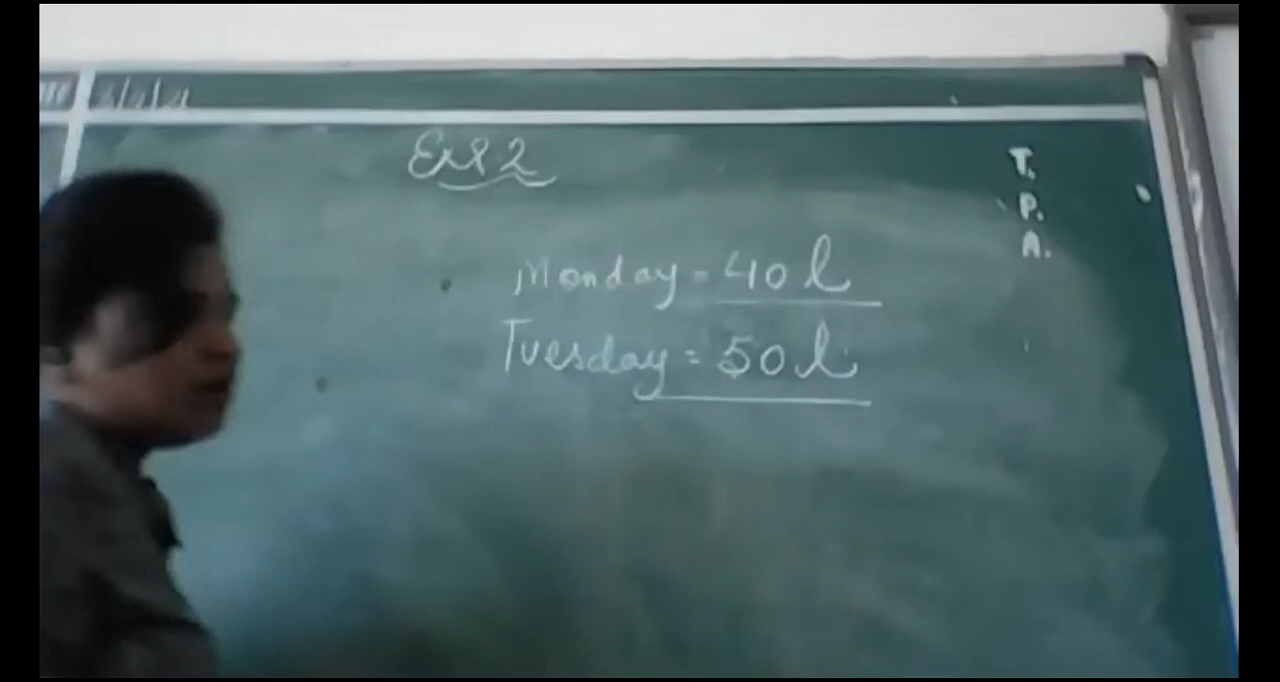 Ex 2
T.
P.
A.
Monday = 40 l
Tuesday = 50 l